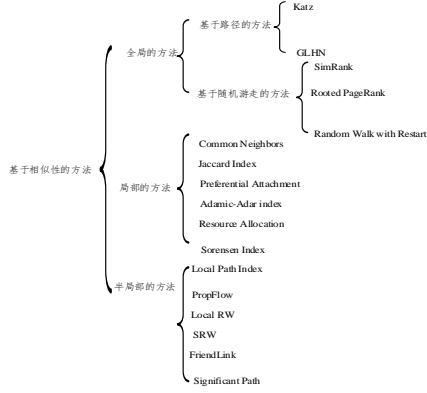 基于相似性的方法
全局的方法
基于路径的方法
Katz
GLHN
基于随机游走的方法
SimRank
Rooted PageRank
Random Walk with Restart
局部的方法
Common Neighbors
Jaccard Index
Preferential Attachment
Adamic-Adar index
Resource Allocation
Sorensen Index
半局部的方法
Local Path Index
PropFlow
Local RW
SRW
FriendLink
Significant Path